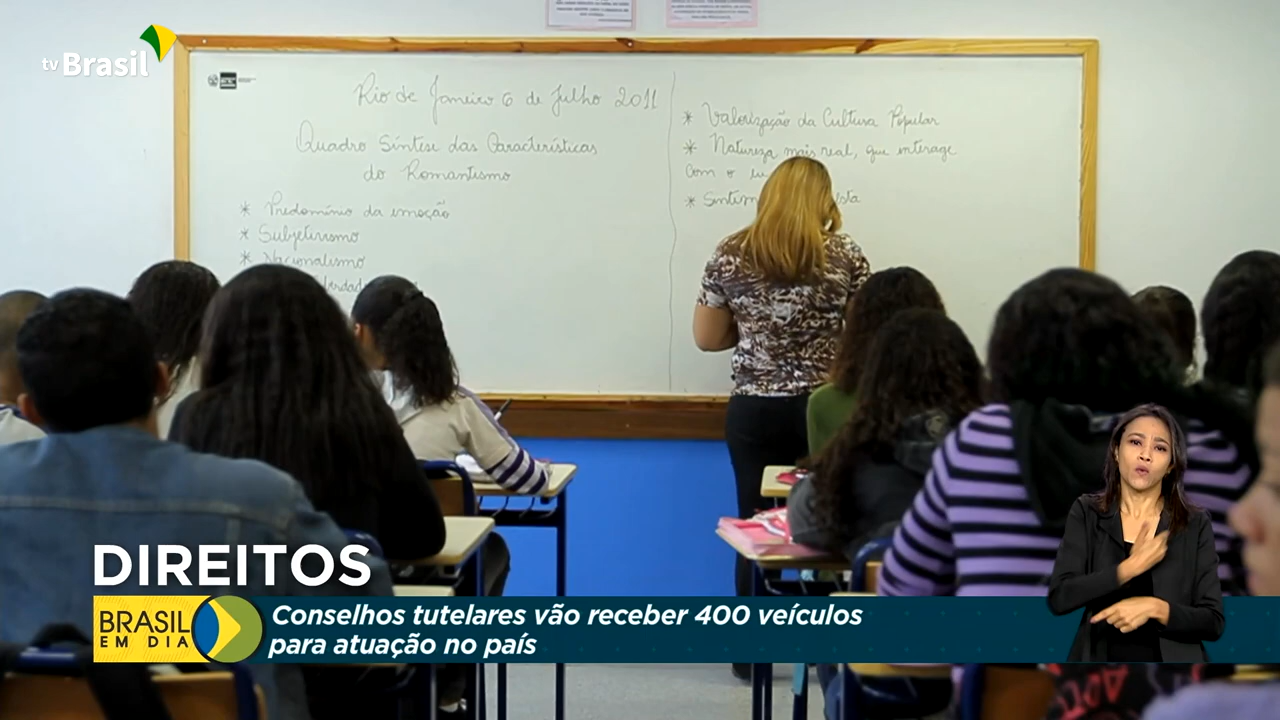 tv Brasil
Rio de Janeiro 6 de Julho 2011
Quadro Síntese das Características
do Romantismo
* Predomínio da emoção
* Subjetivismo
* Nacionalismo
* Valorização da Cultura Popular
* Natureza mais real, que interage
com o eu
DIREITOS
BRASIL
EM DIA
Conselhos tutelares vão receber 400 veículos
para atuação no país